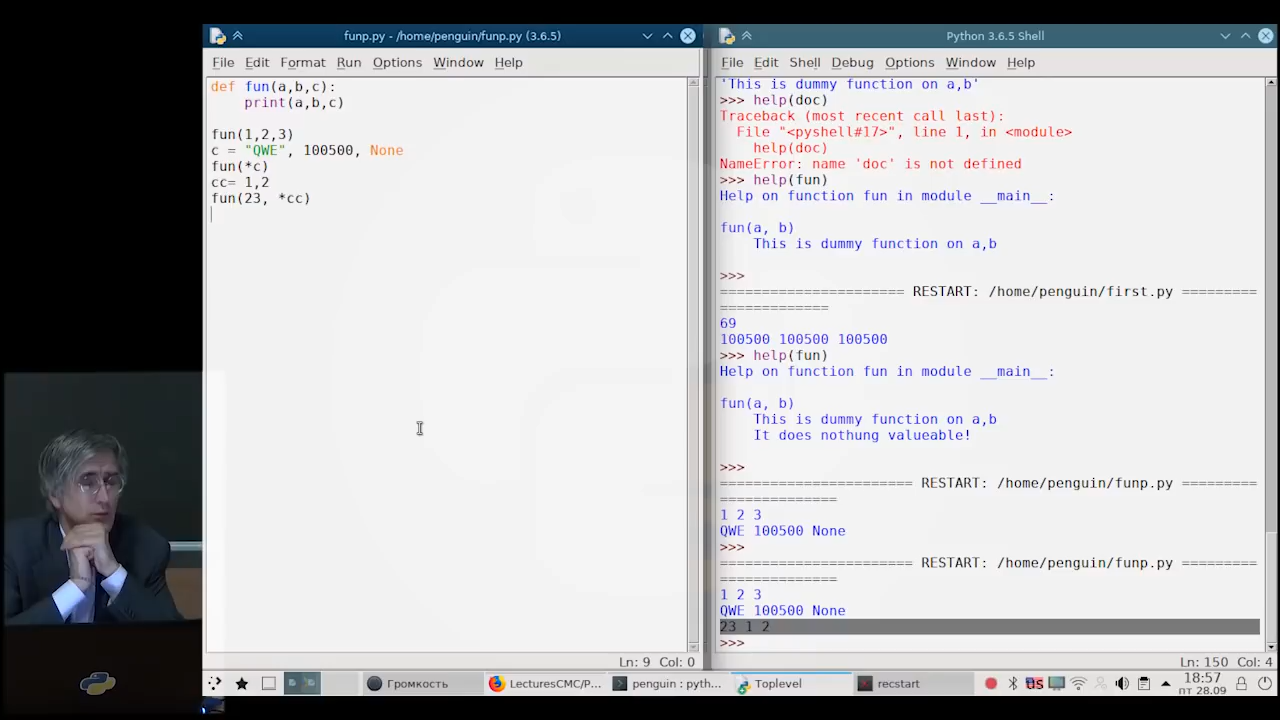 funp.py - /home/penguin/funp.py (3.6.5)
File Edit Format Run Options Window Help
def fun(a,b,c):
    print(a,b,c)
fun(1,2,3)
c = "QWE", 100500, None
fun(*c)
cc= 1,2
fun(23, *cc)
Ln: 9 Col: 0
Python 3.6.5 Shell
File Edit Shell Debug Options Window Help
'This is dummy function on a,b'
>>> help(doc)
Traceback (most recent call last):
  File "<pyshell#17>", line 1, in <module>
    help(doc)
NameError: name 'doc' is not defined
>>> help(fun)
Help on function fun in module __main__:
fun(a, b)
    This is dummy function on a,b
>>>
====================== RESTART: /home/penguin/first.py =========
=============
69
100500 100500 100500
>>> help(fun)
Help on function fun in module __main__:
fun(a, b)
    This is dummy function on a,b
    It does nothung valueable!
>>>
======================= RESTART: /home/penguin/funp.py =========
==============
1 2 3
QWE 100500 None
>>>
======================= RESTART: /home/penguin/funp.py =========
==============
1 2 3
QWE 100500 None
23 1 2
>>>
Ln: 150 Col: 4
Громкость
LecturesCMC/P...
penguin : pyth...
Toplevel
recstart
US
18:57
пт 28.09